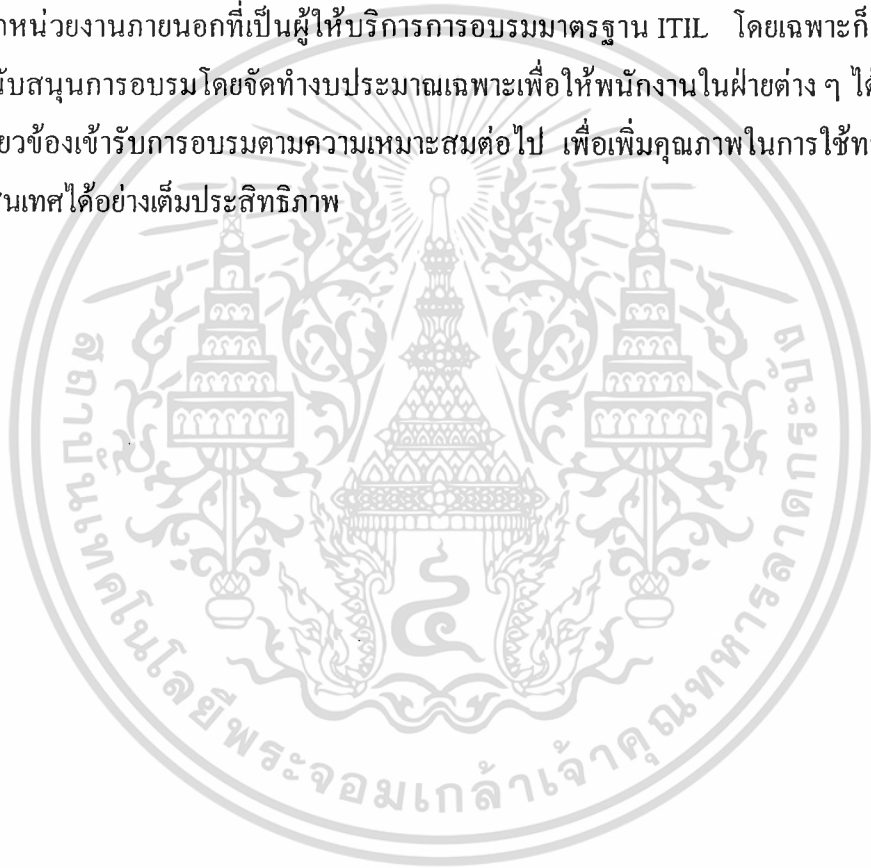 หน่วยงานภายนอกที่เป็นผู้ให้บริการการอบรมมาตรฐาน ITIL โดยเฉพาะก็
นับสนุนการอบรมโดยจัดทำงบประมาณเฉพาะเพื่อให้พนักงานในฝ่ายต่าง ๆ ได้
ยวข้องเข้ารับการอบรมตามความเหมาะสมต่อไป เพื่อเพิ่มคุณภาพในการใช้ท
สนเทศได้อย่างเต็มประสิทธิภาพ
สถาบันเทคโนโลยีพระจอมเกล้าเจ้าคุณทหารลาดกระบัง